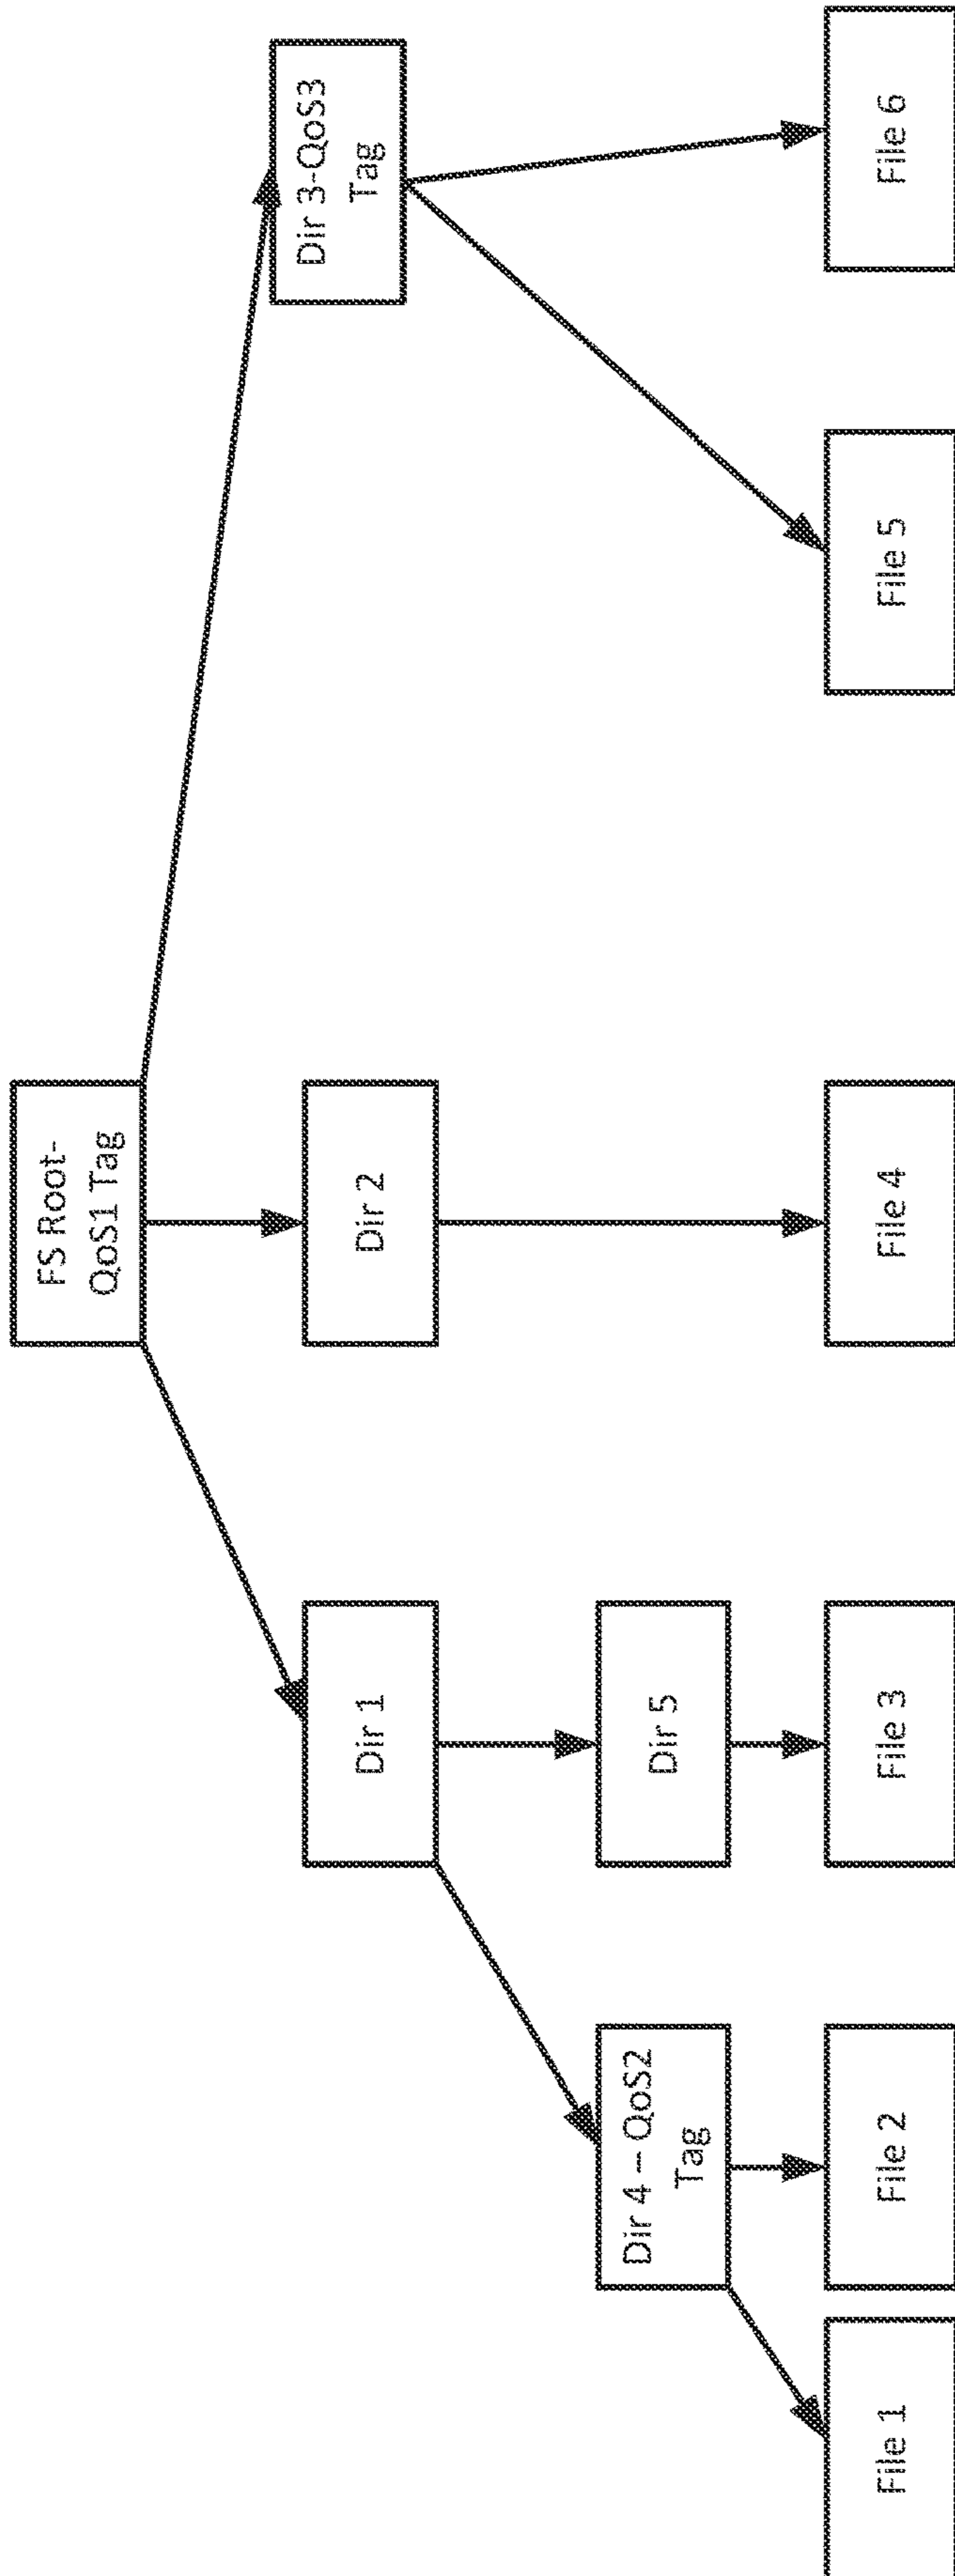 FS Root-
QoS1 Tag
Dir 1
Dir 2
Dir 3-QoS3
Tag
Dir 4 – QoS2
Tag
Dir 5
File 1
File 2
File 3
File 4
File 5
File 6